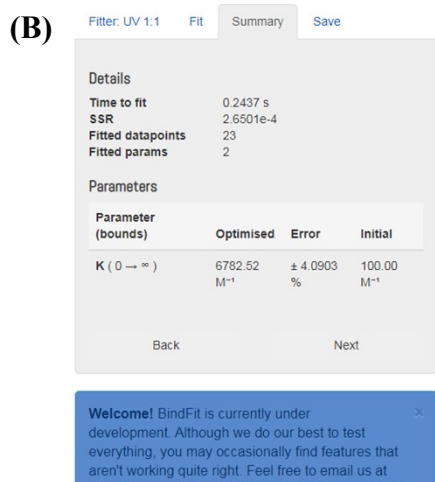 (B)
Fitter: UV 1:1 Fit Summary Save
Details
Time to fit 0.2437 s
SSR 2.6501e-4
Fitted datapoints 23
Fitted params 2
Parameters
Parameter (bounds) Optimised Error Initial
K ( 0 → ∞ ) 6782.52 M⁻¹ ± 4.0903 % 100.00 M⁻¹
Back Next
Welcome! BindFit is currently under ×
development. Although we do our best to test
everything, you may occasionally find features that
aren't working quite right. Feel free to email us at